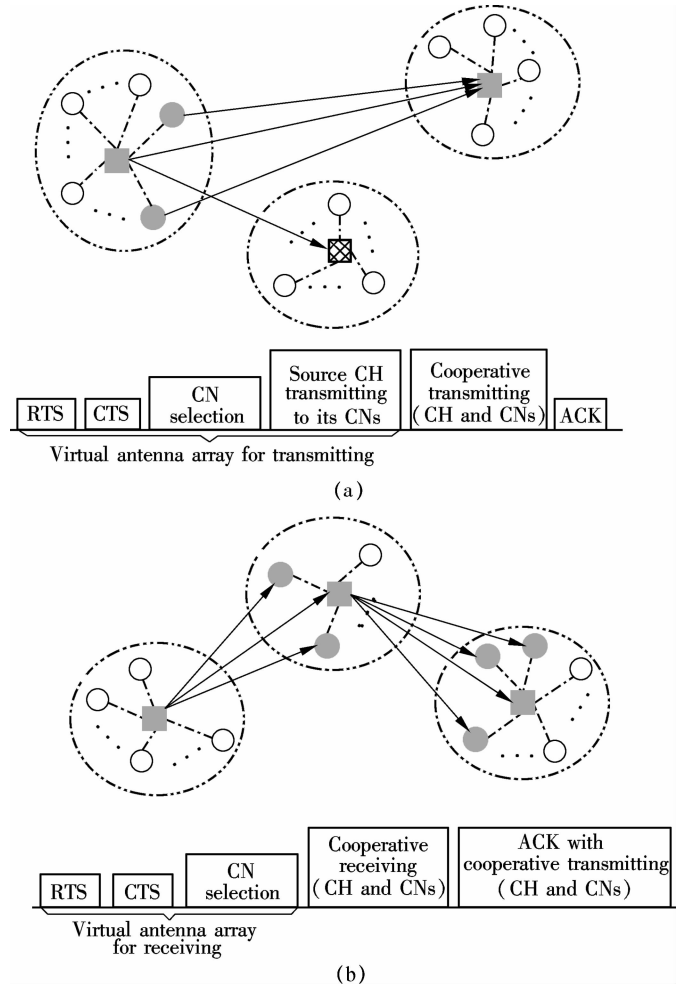 RTS
CTS
CN
selection
Source CH
transmitting
to its CNs
Cooperative
transmitting
(CH and CNs)
ACK
Virtual antenna array for transmitting
(a)
RTS
CTS
CN
selection
Cooperative
receiving
(CH and CNs)
ACK with
cooperative transmitting
(CH and CNs)
Virtual antenna array
for receiving
(b)